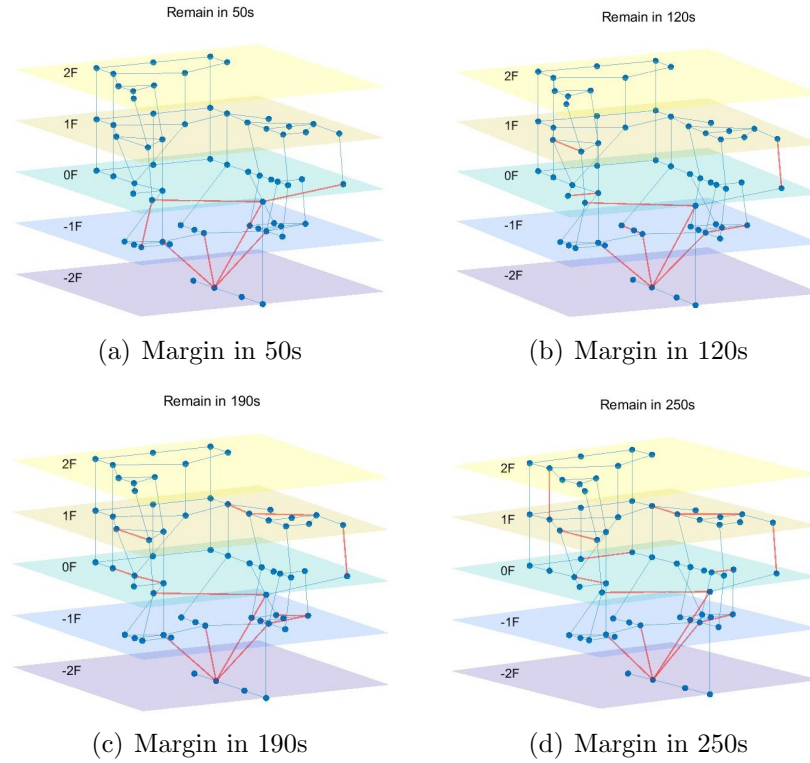 Remain in 50s
2F
1F
0F
-1F
-2F
(a) Margin in 50s
Remain in 120s
2F
1F
0F
-1F
-2F
(b) Margin in 120s
Remain in 190s
2F
1F
0F
-1F
-2F
(c) Margin in 190s
Remain in 250s
2F
1F
0F
-1F
-2F
(d) Margin in 250s